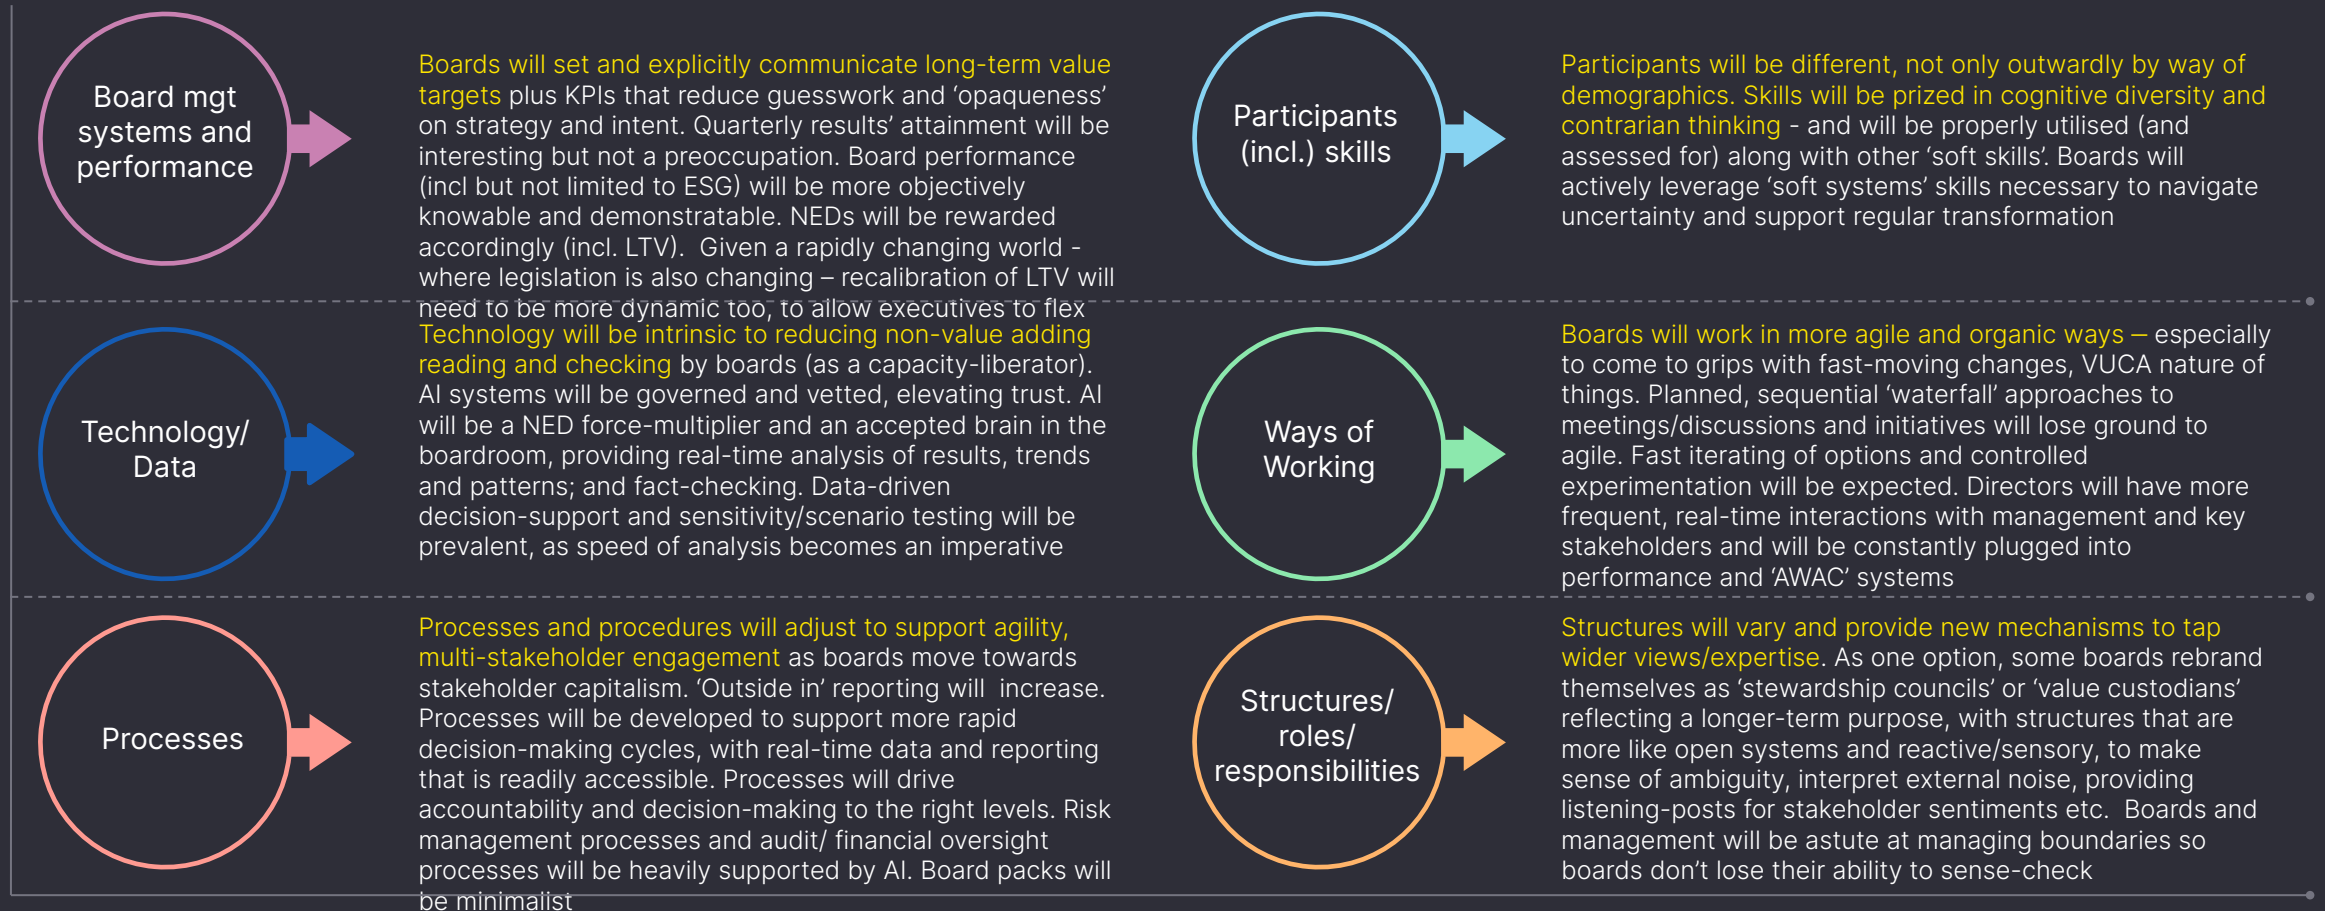 Board mgt
systems and
performance
Boards will set and explicitly communicate long-term value
targets plus KPIs that reduce guesswork and ‘opaqueness’
on strategy and intent. Quarterly results’ attainment will be
interesting but not a preoccupation. Board performance
(incl but not limited to ESG) will be more objectively
knowable and demonstratable. NEDs will be rewarded
accordingly (incl. LTV).  Given a rapidly changing world -
where legislation is also changing – recalibration of LTV will
need to be more dynamic too, to allow executives to flex
Participants
(incl.) skills
Participants will be different, not only outwardly by way of
demographics. Skills will be prized in cognitive diversity and
contrarian thinking - and will be properly utilised (and
assessed for) along with other ‘soft skills’. Boards will
actively leverage ‘soft systems’ skills necessary to navigate
uncertainty and support regular transformation
Technology/
Data
Technology will be intrinsic to reducing non-value adding
reading and checking by boards (as a capacity-liberator).
AI systems will be governed and vetted, elevating trust. AI
will be a NED force-multiplier and an accepted brain in the
boardroom, providing real-time analysis of results, trends
and patterns; and fact-checking. Data-driven
decision-support and sensitivity/scenario testing will be
prevalent, as speed of analysis becomes an imperative
Ways of
Working
Boards will work in more agile and organic ways – especially
to come to grips with fast-moving changes, VUCA nature of
things. Planned, sequential ‘waterfall’ approaches to
meetings/discussions and initiatives will lose ground to
agile. Fast iterating of options and controlled
experimentation will be expected. Directors will have more
frequent, real-time interactions with management and key
stakeholders and will be constantly plugged into
performance and ‘AWAC’ systems
Processes
Processes and procedures will adjust to support agility,
multi-stakeholder engagement as boards move towards
stakeholder capitalism. ‘Outside in’ reporting will  increase.
Processes will be developed to support more rapid
decision-making cycles, with real-time data and reporting
that is readily accessible. Processes will drive
accountability and decision-making to the right levels. Risk
management processes and audit/ financial oversight
processes will be heavily supported by AI. Board packs will
be minimalist
Structures/
roles/
responsibilities
Structures will vary and provide new mechanisms to tap
wider views/expertise. As one option, some boards rebrand
themselves as ‘stewardship councils’ or ‘value custodians’
reflecting a longer-term purpose, with structures that are
more like open systems and reactive/sensory, to make
sense of ambiguity, interpret external noise, providing
listening-posts for stakeholder sentiments etc.  Boards and
management will be astute at managing boundaries so
boards don’t lose their ability to sense-check